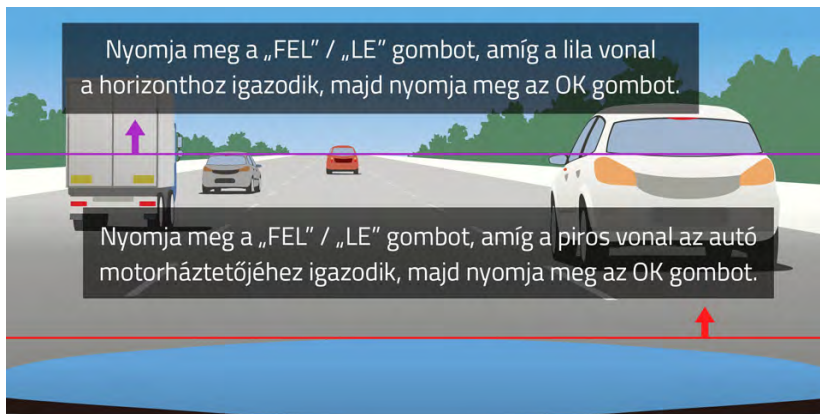 Nyomja meg a „FEL” / „LE” gombot, amíg a lila vonal
a horizonthoz igazodik, majd nyomja meg az OK gombot.
Nyomja meg a „FEL” / „LE” gombot, amíg a piros vonal az autó
motorháztetőjéhez igazodik, majd nyomja meg az OK gombot.